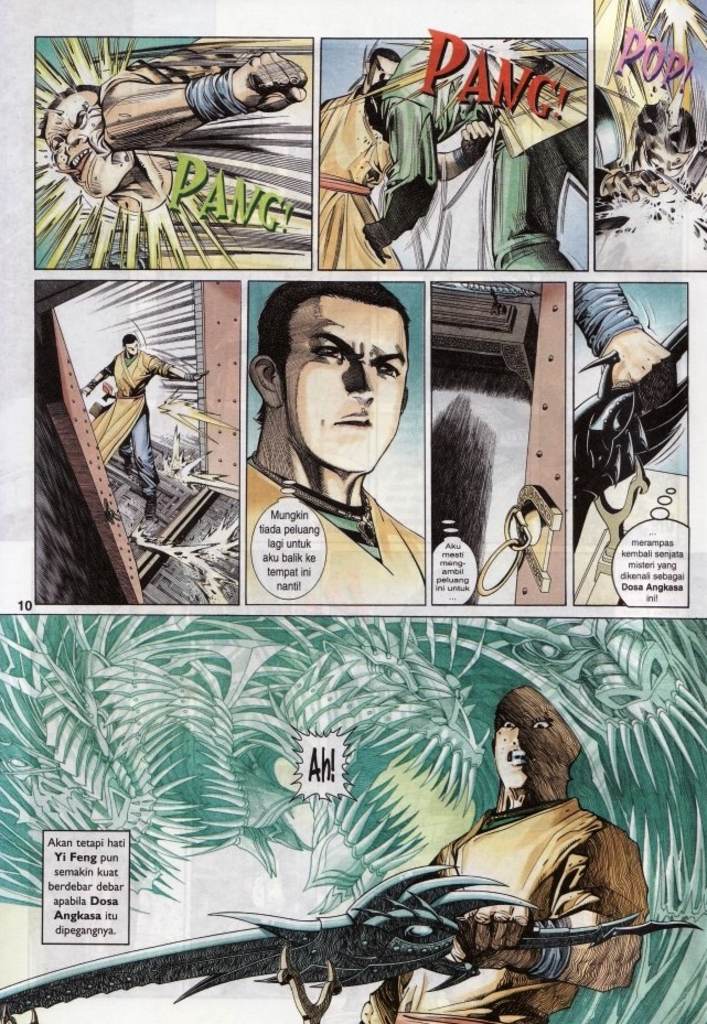 PANG!
PANG!
POP!
Mungkin
tiada peluang
lagi untuk
aku balik ke
tempat ini
nanti!
Aku
mesti
meng-
ambil
peluang
ini untuk
...
...
merampas
kembali senjata
misteri yang
dikenali sebagai
Dosa Angkasa
ini!
10
Ah!
Akan tetapi hati
Yi Feng pun
semakin kuat
berdebar debar
apabila Dosa
Angkasa itu
dipegangnya.